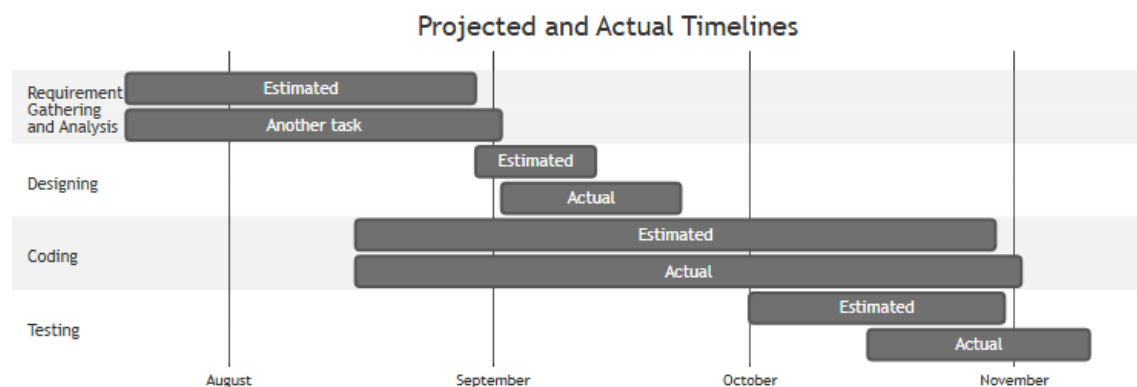 Projected and Actual Timelines
Requirement
Gathering
and Analysis
Estimated
Another task
Designing
Estimated
Actual
Coding
Estimated
Actual
Testing
Estimated
Actual
August
September
October
November